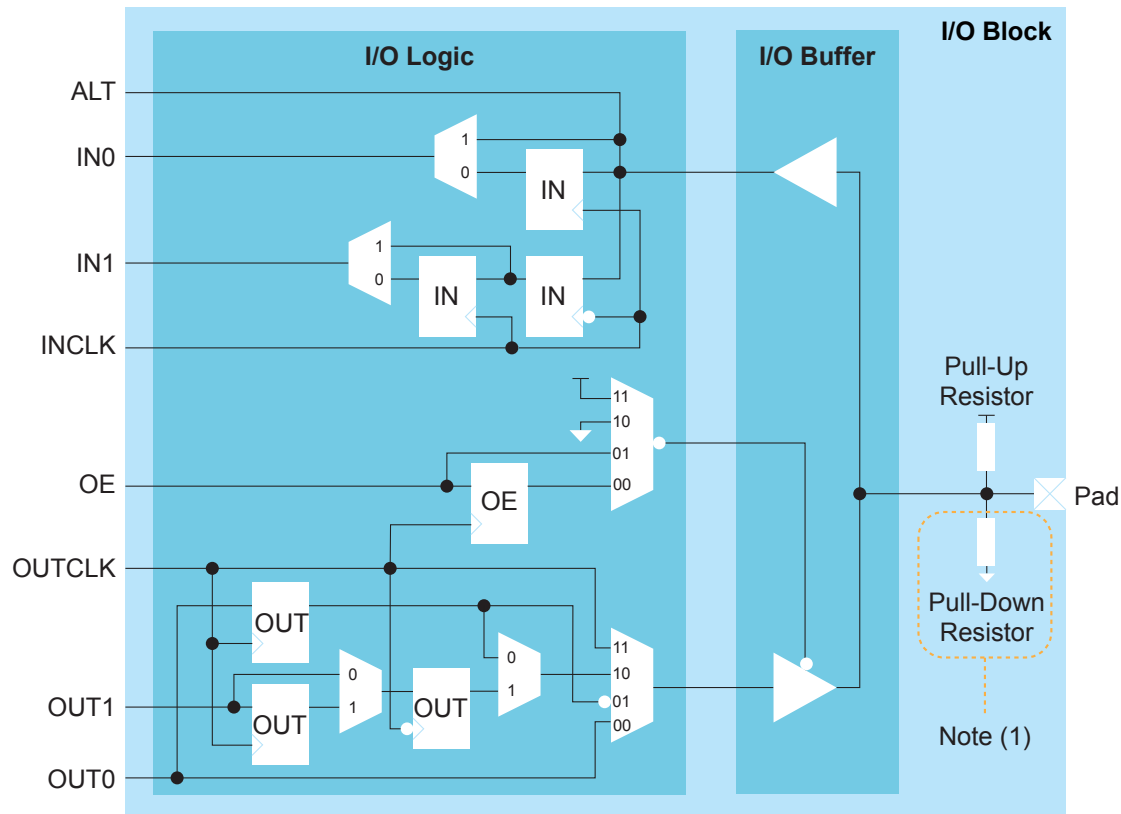 I/O Block
I/O Logic
I/O Buffer
ALT
1
IN0
0
IN
1
IN1
0
IN
IN
INCLK
Pull-Up
Resistor
11
10
01
OE
00
OE
Pad
OUTCLK
Pull-Down
Resistor
OUT
11
0
10
0
1
01
OUT1
1
OUT
OUT
00
Note (1)
OUT0